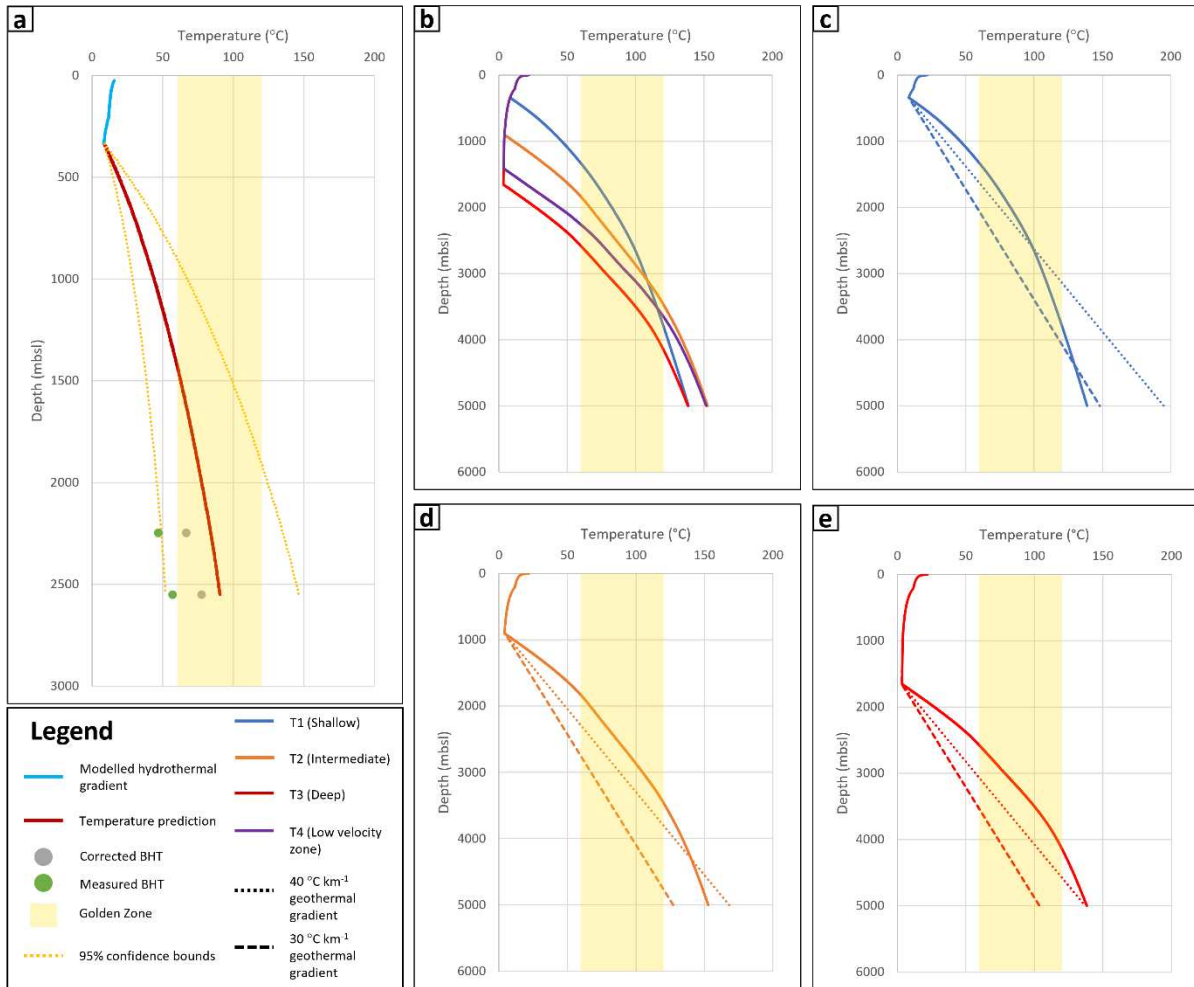 a
Temperature (°C)
0
50
100
150
200
0
500
1000
1500
2000
2500
3000
Depth (mbsl)
b
Temperature (°C)
0
50
100
150
200
0
1000
2000
3000
4000
5000
6000
Depth (mbsl)
c
Temperature (°C)
0
50
100
150
200
0
1000
2000
3000
4000
5000
6000
Depth (mbsl)
Legend
Modelled hydrothermal
gradient
Temperature prediction
Corrected BHT
Measured BHT
Golden Zone
95% confidence bounds
T1 (Shallow)
T2 (Intermediate)
T3 (Deep)
T4 (Low velocity
zone)
40 °C km⁻¹
geothermal
gradient
30 °C km⁻¹
geothermal
gradient
d
Temperature (°C)
0
50
100
150
200
0
1000
2000
3000
4000
5000
6000
Depth (mbsl)
e
Temperature (°C)
0
50
100
150
200
0
1000
2000
3000
4000
5000
6000
Depth (mbsl)